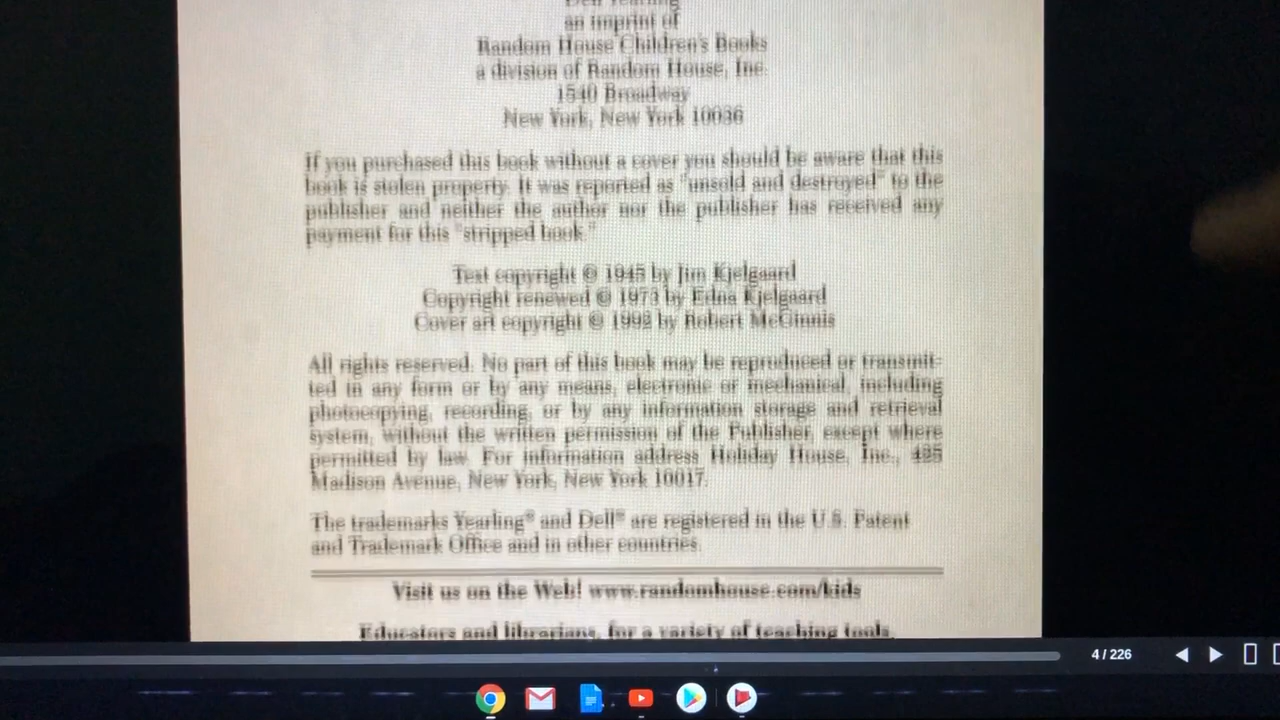 Dell Yearling
an imprint of
Random House Children's Books
a division of Random House, Inc.
1540 Broadway
New York, New York 10036
If you purchased this book without a cover you should be aware that this
book is stolen property. It was reported as "unsold and destroyed" to the
publisher and neither the author nor the publisher has received any
payment for this "stripped book."
Text copyright © 1945 by Jim Kjelgaard
Copyright renewed © 1973 by Edna Kjelgaard
Cover art copyright © 1992 by Robert McGinnis
All rights reserved. No part of this book may be reproduced or transmit-
ted in any form or by any means, electronic or mechanical, including
photocopying, recording, or by any information storage and retrieval
system, without the written permission of the Publisher, except where
permitted by law. For information address Holiday House, Inc., 425
Madison Avenue, New York, New York 10017.
The trademarks Yearling® and Dell® are registered in the U.S. Patent
and Trademark Office and in other countries.
Visit us on the Web! www.randomhouse.com/kids
Educators and librarians, for a variety of teaching tools,
4 / 226